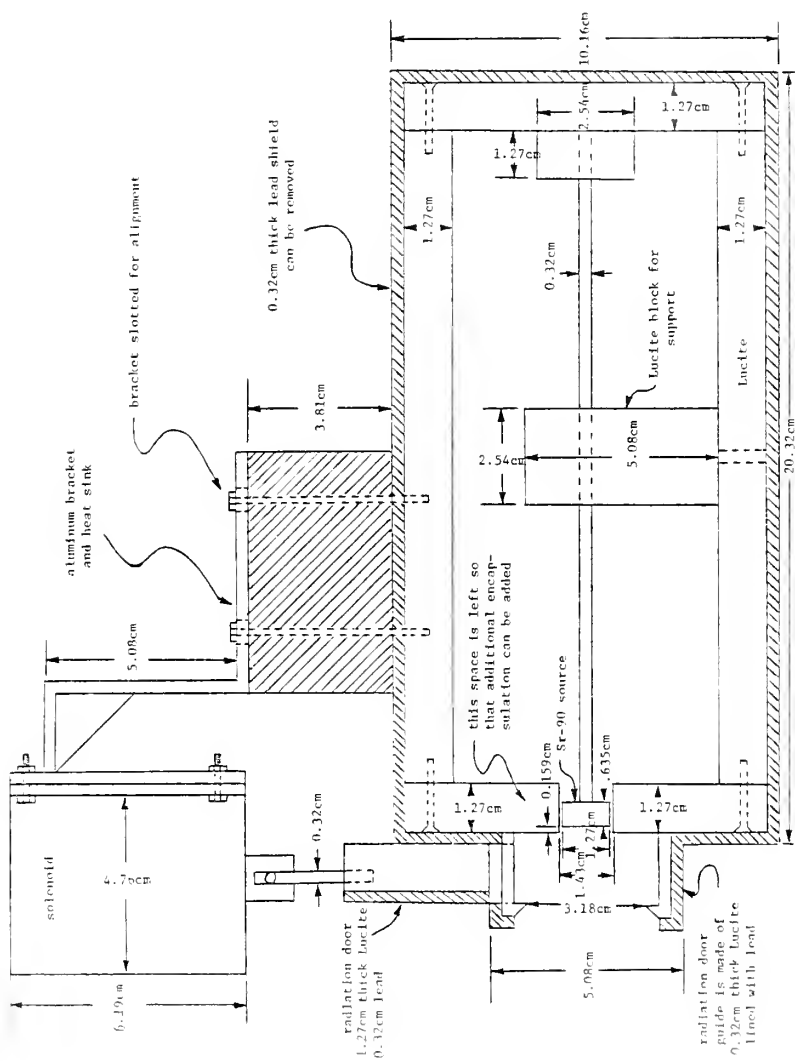 solenoid
4.76cm
0.32cm
5.08cm
aluminum bracket
and heat sink
bracket slotted for alignment
3.81cm
0.32cm thick lead shield
can be removed
radiation door
1.27cm thick Lucite
0.32cm lead
this space is left so
that additional encap-
sulation can be added
Sr-90 source
0.159cm
.635cm
1.27cm
1.27cm
1.27cm
1.43cm
3.18cm
5.08cm
radiation door
guide is made of
0.32cm thick Lucite
lined with lead
2.54cm
5.08cm
Lucite block for
support
0.32cm
1.27cm
1.27cm
2.54cm
1.27cm
1.27cm
Lucite
10.16cm
20.32cm